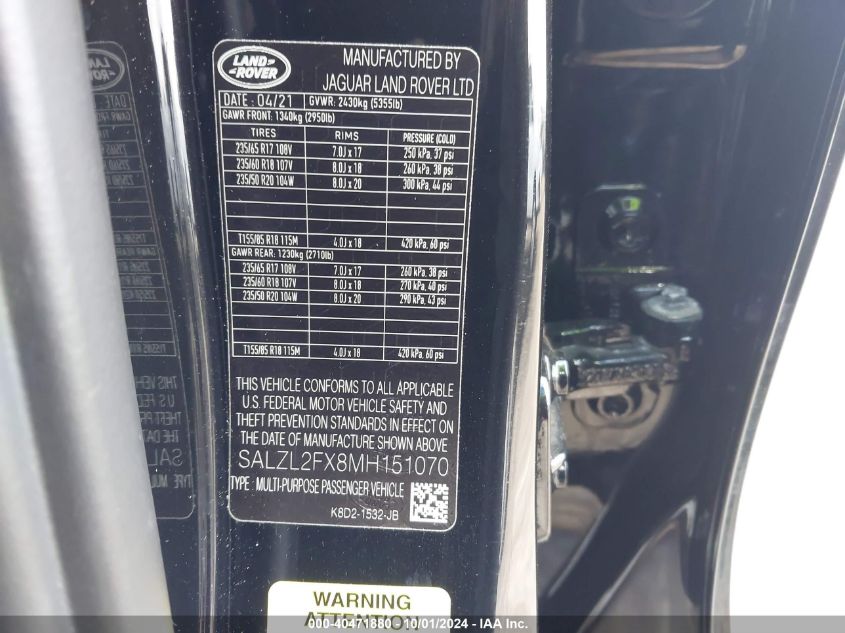 LAND ROVER
MANUFACTURED BY
JAGUAR LAND ROVER LTD
DATE: 04/21 GVWR: 2430kg (5355lb)
GAWR FRONT: 1340kg (2950lb)
TIRES RIMS PRESSURE (COLD)
235/65 R17 108V 7.0J x 17 250 kPa, 37 psi
235/60 R18 107V 8.0J x 18 260 kPa, 38 psi
235/50 R20 104W 8.0J x 20 300 kPa, 44 psi
T155/85 R18 115M 4.0J x 18 420 kPa, 60 psi
GAWR REAR: 1230kg (2710lb)
235/65 R17 108V 7.0J x 17 260 kPa, 38 psi
235/60 R18 107V 8.0J x 18 270 kPa, 40 psi
235/50 R20 104W 8.0J x 20 290 kPa, 43 psi
T155/85 R18 115M 4.0J x 18 420 kPa, 60 psi
THIS VEHICLE CONFORMS TO ALL APPLICABLE
U.S. FEDERAL MOTOR VEHICLE SAFETY AND
THEFT PREVENTION STANDARDS IN EFFECT ON
THE DATE OF MANUFACTURE SHOWN ABOVE
SALZL2FX8MH151070
TYPE: MULTI-PURPOSE PASSENGER VEHICLE
K8D2-1532-JB
WARNING
ATTENTION
000-40471880 - 10/01/2024 - IAA Inc.